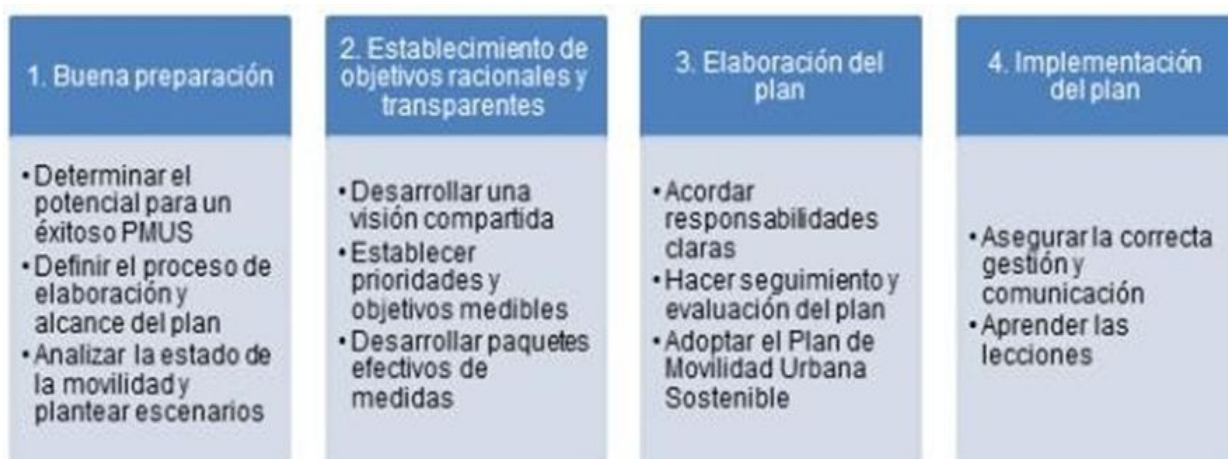 1. Buena preparación
• Determinar el
potencial para un
éxitoso PMUS
• Definir el proceso de
elaboración y
alcance del plan
• Analizar la estado de
la movilidad y
plantear escenarios
2. Establecimiento de
objetivos racionales y
transparentes
• Desarrollar una
visión compartida
• Establecer
prioridades y
objetivos medibles
• Desarrollar paquetes
efectivos de
medidas
3. Elaboración del
plan
• Acordar
responsabilidades
claras
• Hacer seguimiento y
evaluación del plan
• Adoptar el Plan de
Movilidad Urbana
Sostenible
4. Implementación
del plan
• Asegurar la correcta
gestión y
comunicación
• Aprender las
lecciones